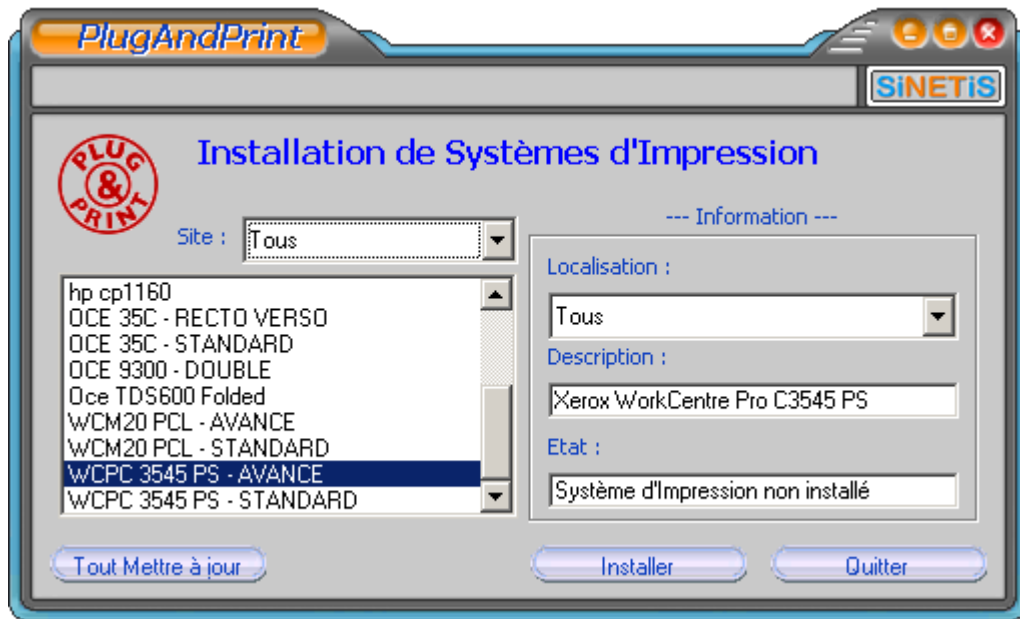 PlugAndPrint
SiNETiS
PLUG & PRINT
Installation de Systèmes d'Impression
Site :
Tous
hp cp1160
OCE 35C - RECTO VERSO
OCE 35C - STANDARD
OCE 9300 - DOUBLE
Oce TDS600 Folded
WCM20 PCL - AVANCE
WCM20 PCL - STANDARD
WCPC 3545 PS - AVANCE
WCPC 3545 PS - STANDARD
--- Information ---
Localisation :
Tous
Description :
Xerox WorkCentre Pro C3545 PS
Etat :
Système d'Impression non installé
Tout Mettre à jour
Installer
Quitter